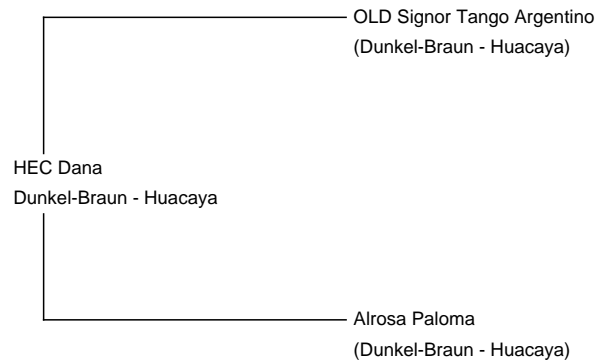 OLD Signor Tango Argentino
(Dunkel-Braun - Huacaya)
HEC Dana
Dunkel-Braun - Huacaya
Alrosa Paloma
(Dunkel-Braun - Huacaya)